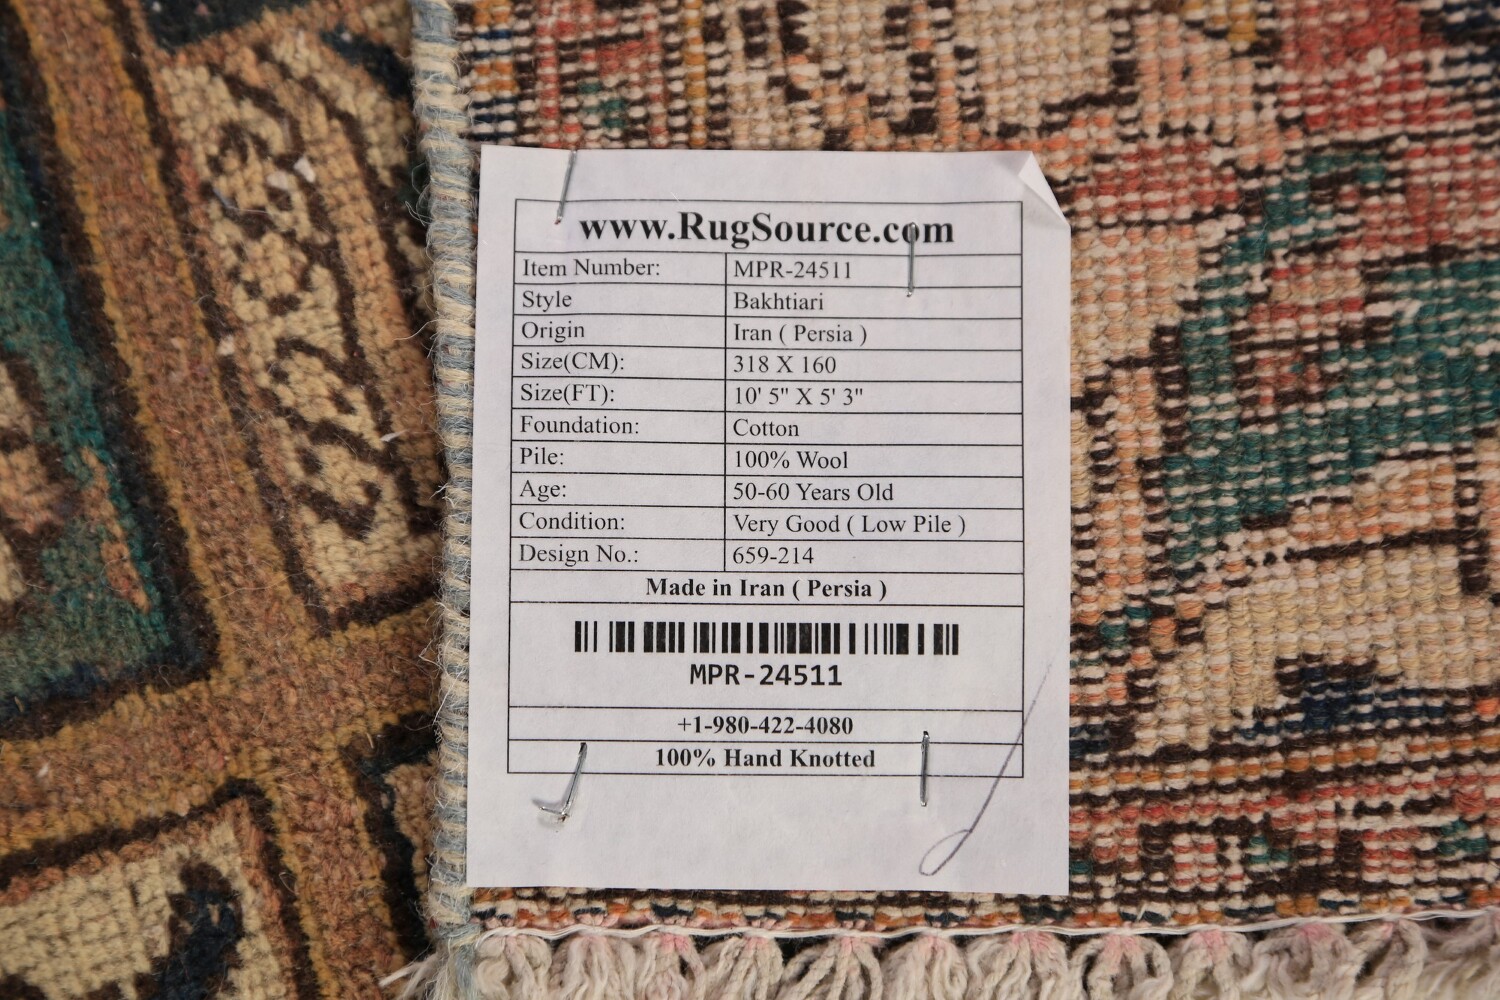 www.RugSource.com
Item Number: MPR-24511
Style Bakhtiari
Origin Iran ( Persia )
Size(CM): 318 X 160
Size(FT): 10' 5" X 5' 3"
Foundation: Cotton
Pile: 100% Wool
Age: 50-60 Years Old
Condition: Very Good ( Low Pile )
Design No.: 659-214
Made in Iran ( Persia )
MPR-24511
+1-980-422-4080
100% Hand Knotted